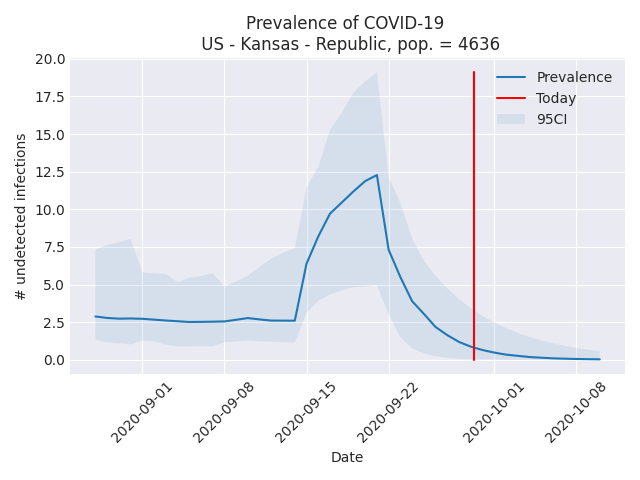 Prevalence of COVID-19
US - Kansas - Republic, pop. = 4636
# undetected infections
20.0
17.5
15.0
12.5
10.0
7.5
5.0
2.5
0.0
Prevalence
Today
95CI
2020-09-01
2020-09-08
2020-09-15
2020-09-22
2020-10-01
2020-10-08
Date